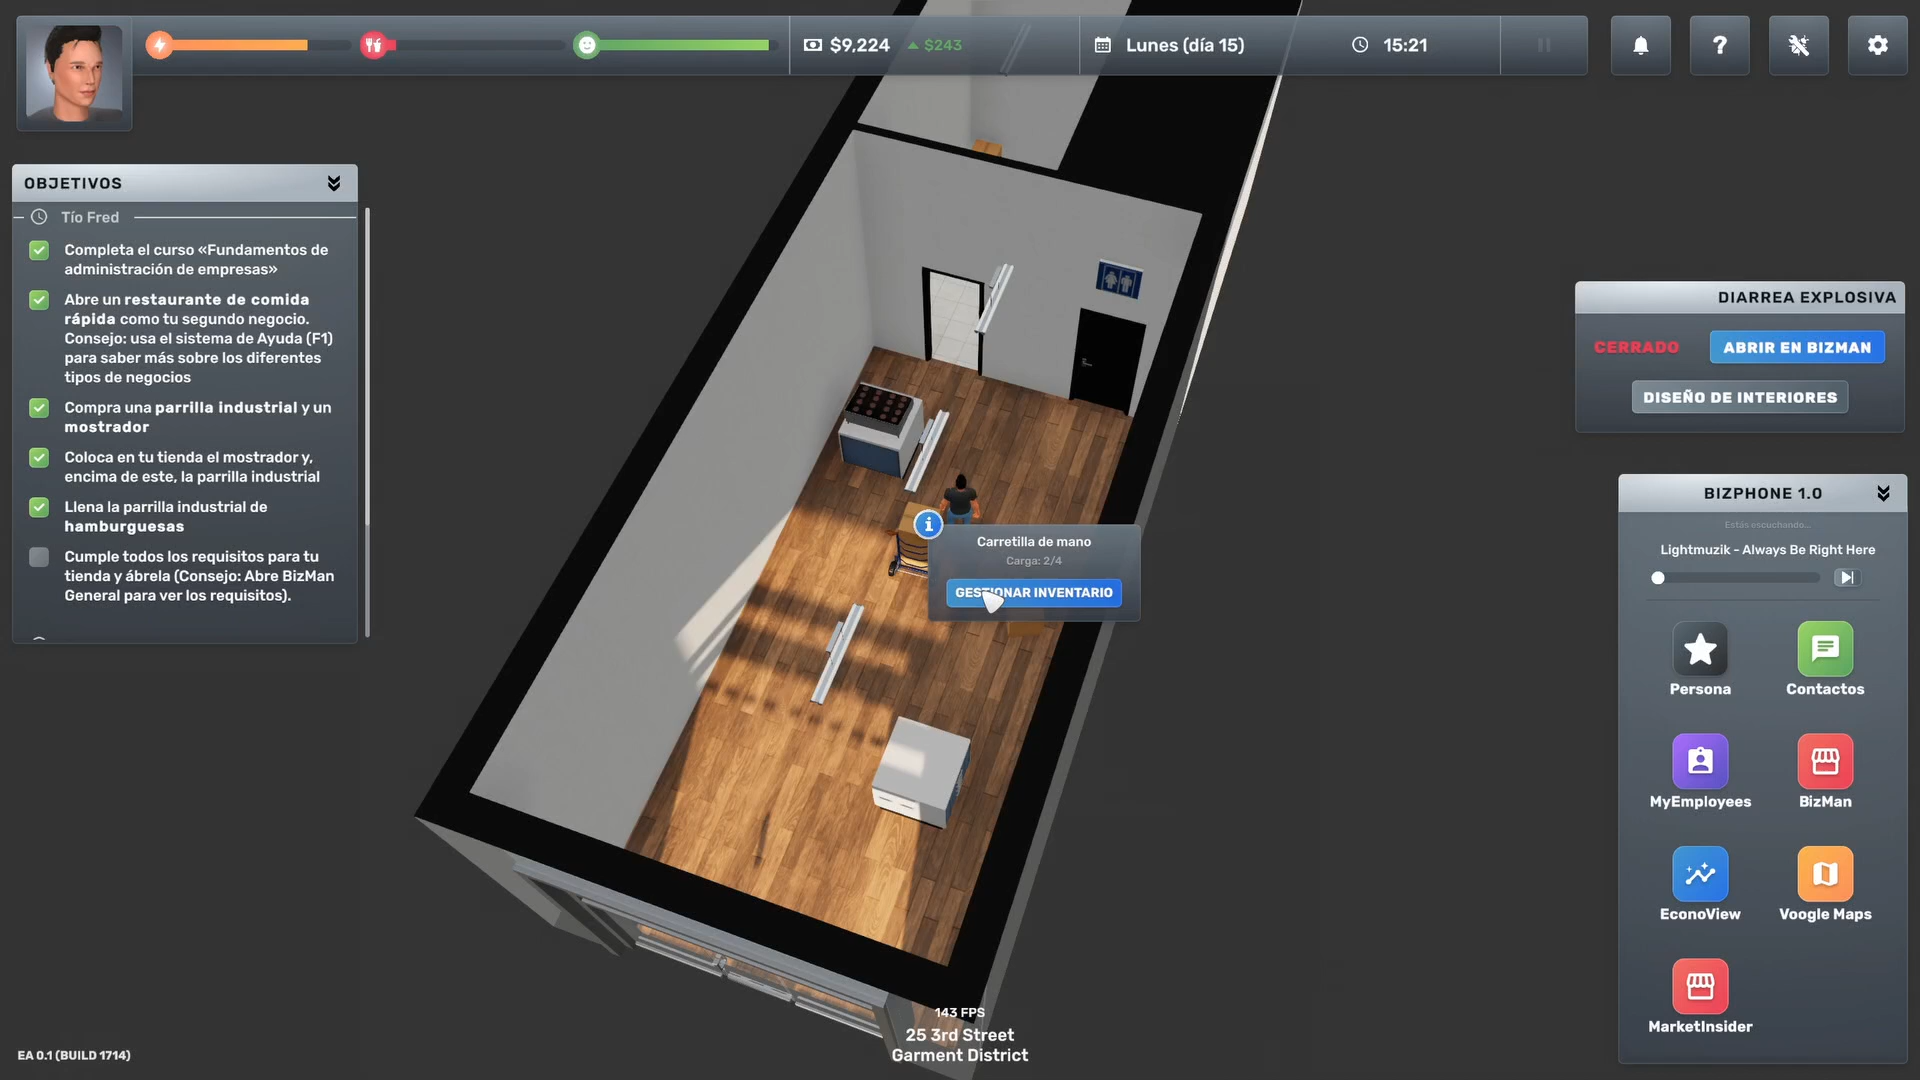 $9,224
$243
Lunes (día 15)
15:21
?
OBJETIVOS
Tío Fred
Completa el curso «Fundamentos de
administración de empresas»
Abre un restaurante de comida
rápida como tu segundo negocio.
Consejo: usa el sistema de Ayuda (F1)
para saber más sobre los diferentes
tipos de negocios
Compra una parrilla industrial y un
mostrador
Coloca en tu tienda el mostrador y,
encima de este, la parrilla industrial
Llena la parrilla industrial de
hamburguesas
Cumple todos los requisitos para tu
tienda y ábrela (Consejo: Abre BizMan
General para ver los requisitos).
Carretilla de mano
Carga: 2/4
GESTIONAR INVENTARIO
DIARREA EXPLOSIVA
CERRADO
ABRIR EN BIZMAN
DISEÑO DE INTERIORES
BIZPHONE 1.0
Estás escuchando...
Lightmuzik - Always Be Right Here
Persona
Contactos
MyEmployees
BizMan
EconoView
Voogle Maps
MarketInsider
143 FPS
25 3rd Street
Garment District
EA 0.1 (BUILD 1714)